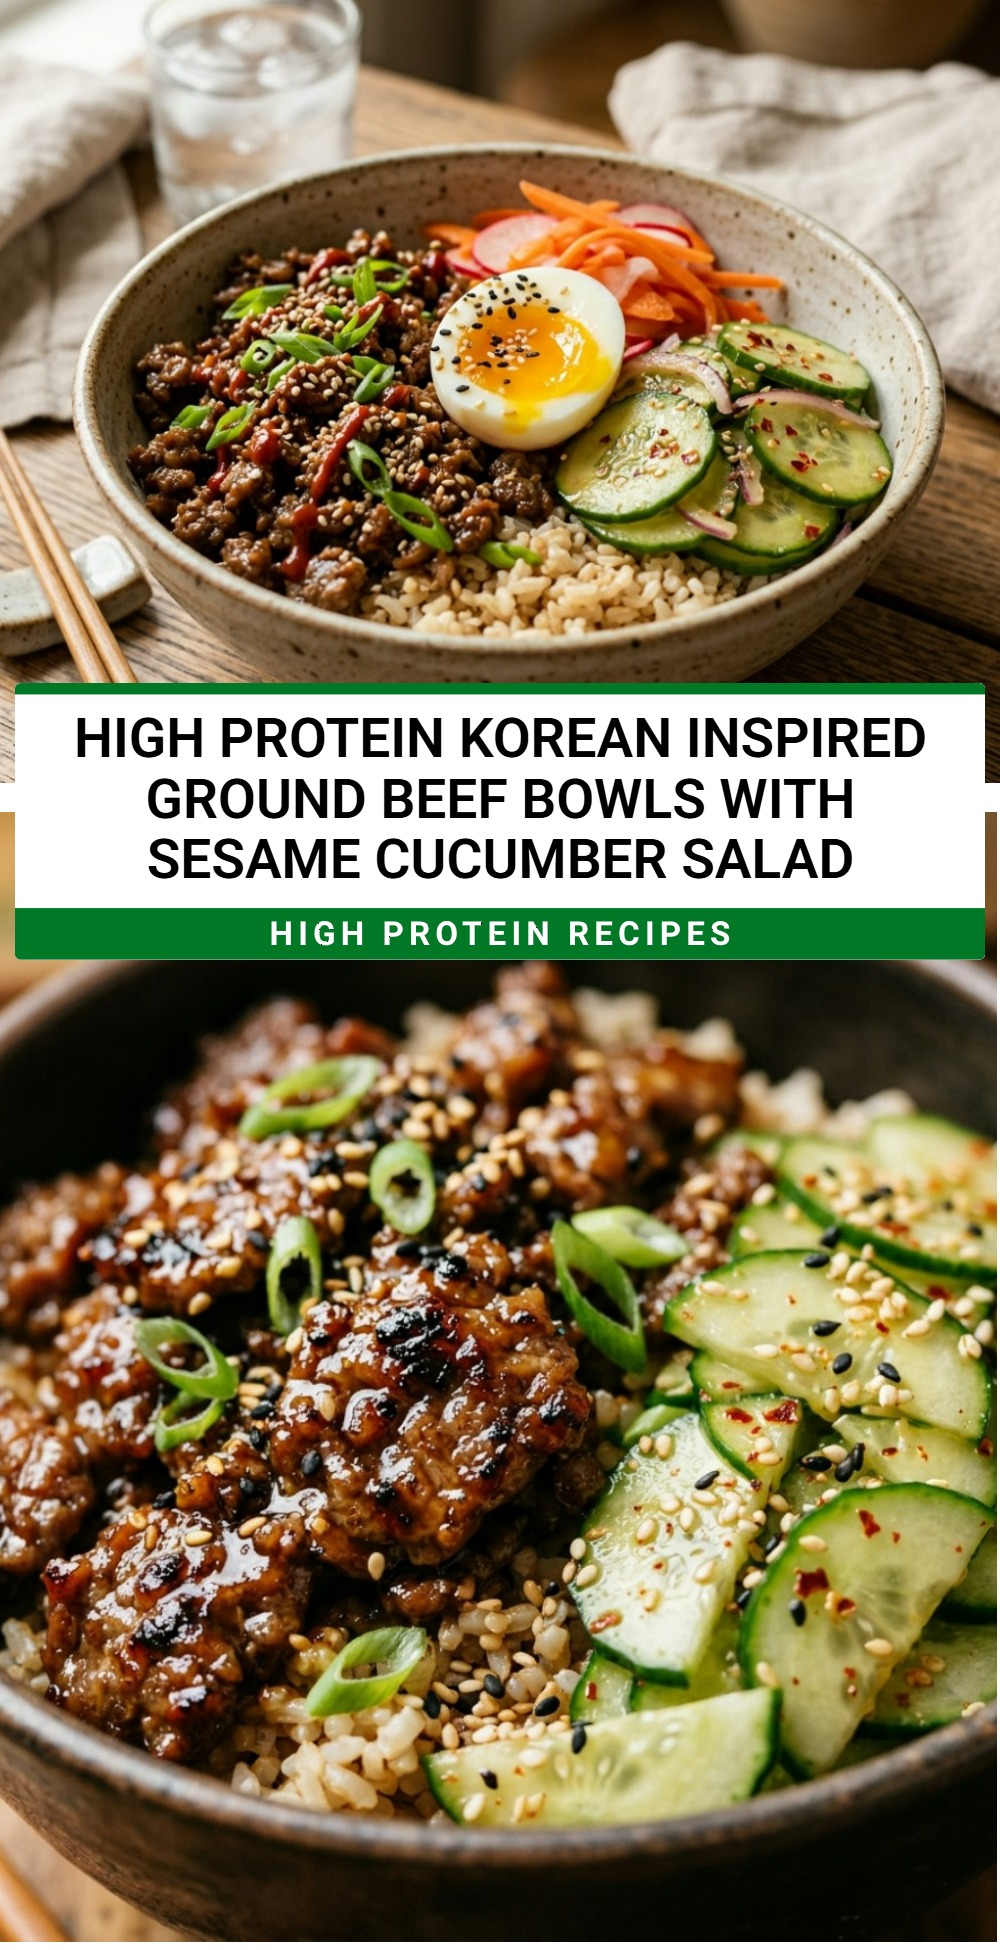 HIGH PROTEIN KOREAN INSPIRED
GROUND BEEF BOWLS WITH
SESAME CUCUMBER SALAD
HIGH PROTEIN RECIPES